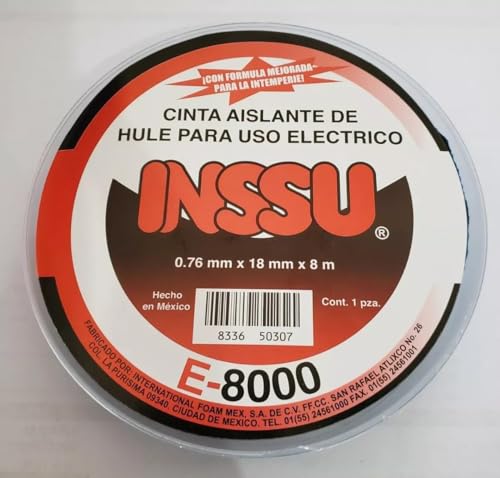 ¡CON FORMULA MEJORADA
PARA LA INTEMPERIE!
CINTA AISLANTE DE
HULE PARA USO ELECTRICO
INSSU®
0.76 mm x 18 mm x 8 m
Hecho
en México
Cont. 1 pza.
8336 50307
E-8000
FABRICADO POR: INTERNATIONAL FOAM MEX, S.A. DE C.V. FF.CC. SAN RAFAEL ATLIXCO No. 26
COL. LA PURISIMA 09340. CIUDAD DE MEXICO. TEL. 01(55) 24561000 FAX. 01(55) 24561001